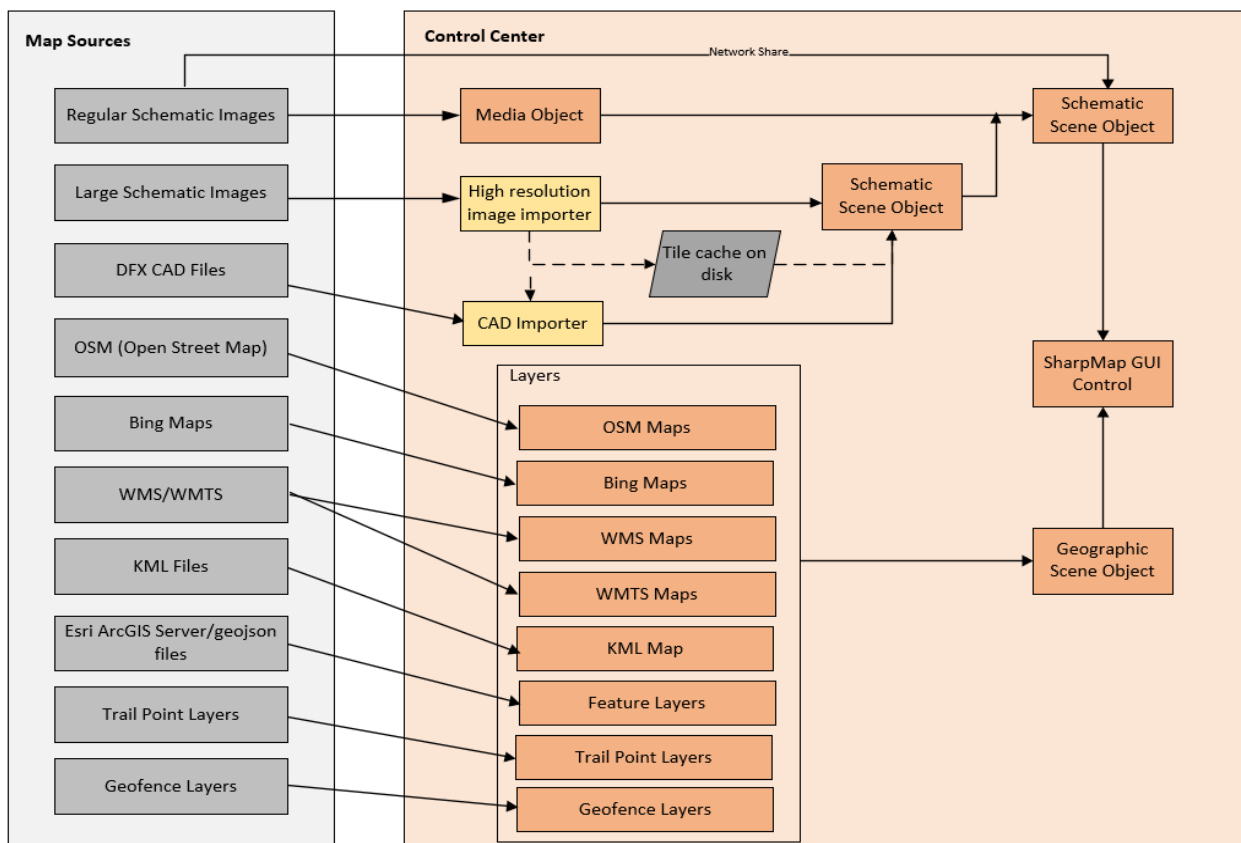 Map Sources
Regular Schematic Images
Large Schematic Images
DFX CAD Files
OSM (Open Street Map)
Bing Maps
WMS/WMTS
KML Files
Esri ArcGIS Server/geojson
files
Trail Point Layers
Geofence Layers
Control Center
Network Share
Media Object
Schematic
Scene Object
High resolution
image importer
Schematic
Scene Object
Tile cache on
disk
CAD Importer
Layers
OSM Maps
Bing Maps
WMS Maps
WMTS Maps
KML Map
Feature Layers
Trail Point Layers
Geofence Layers
SharpMap GUI
Control
Geographic
Scene Object